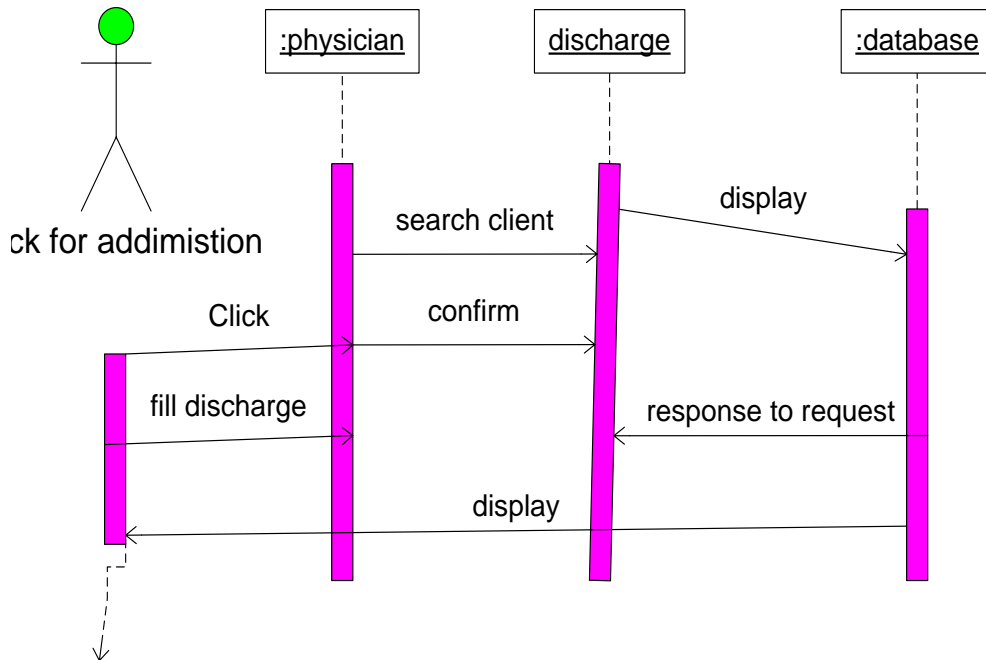 :physician
discharge
:database
ck for addimistion
search client
display
Click
confirm
fill discharge
response to request
display